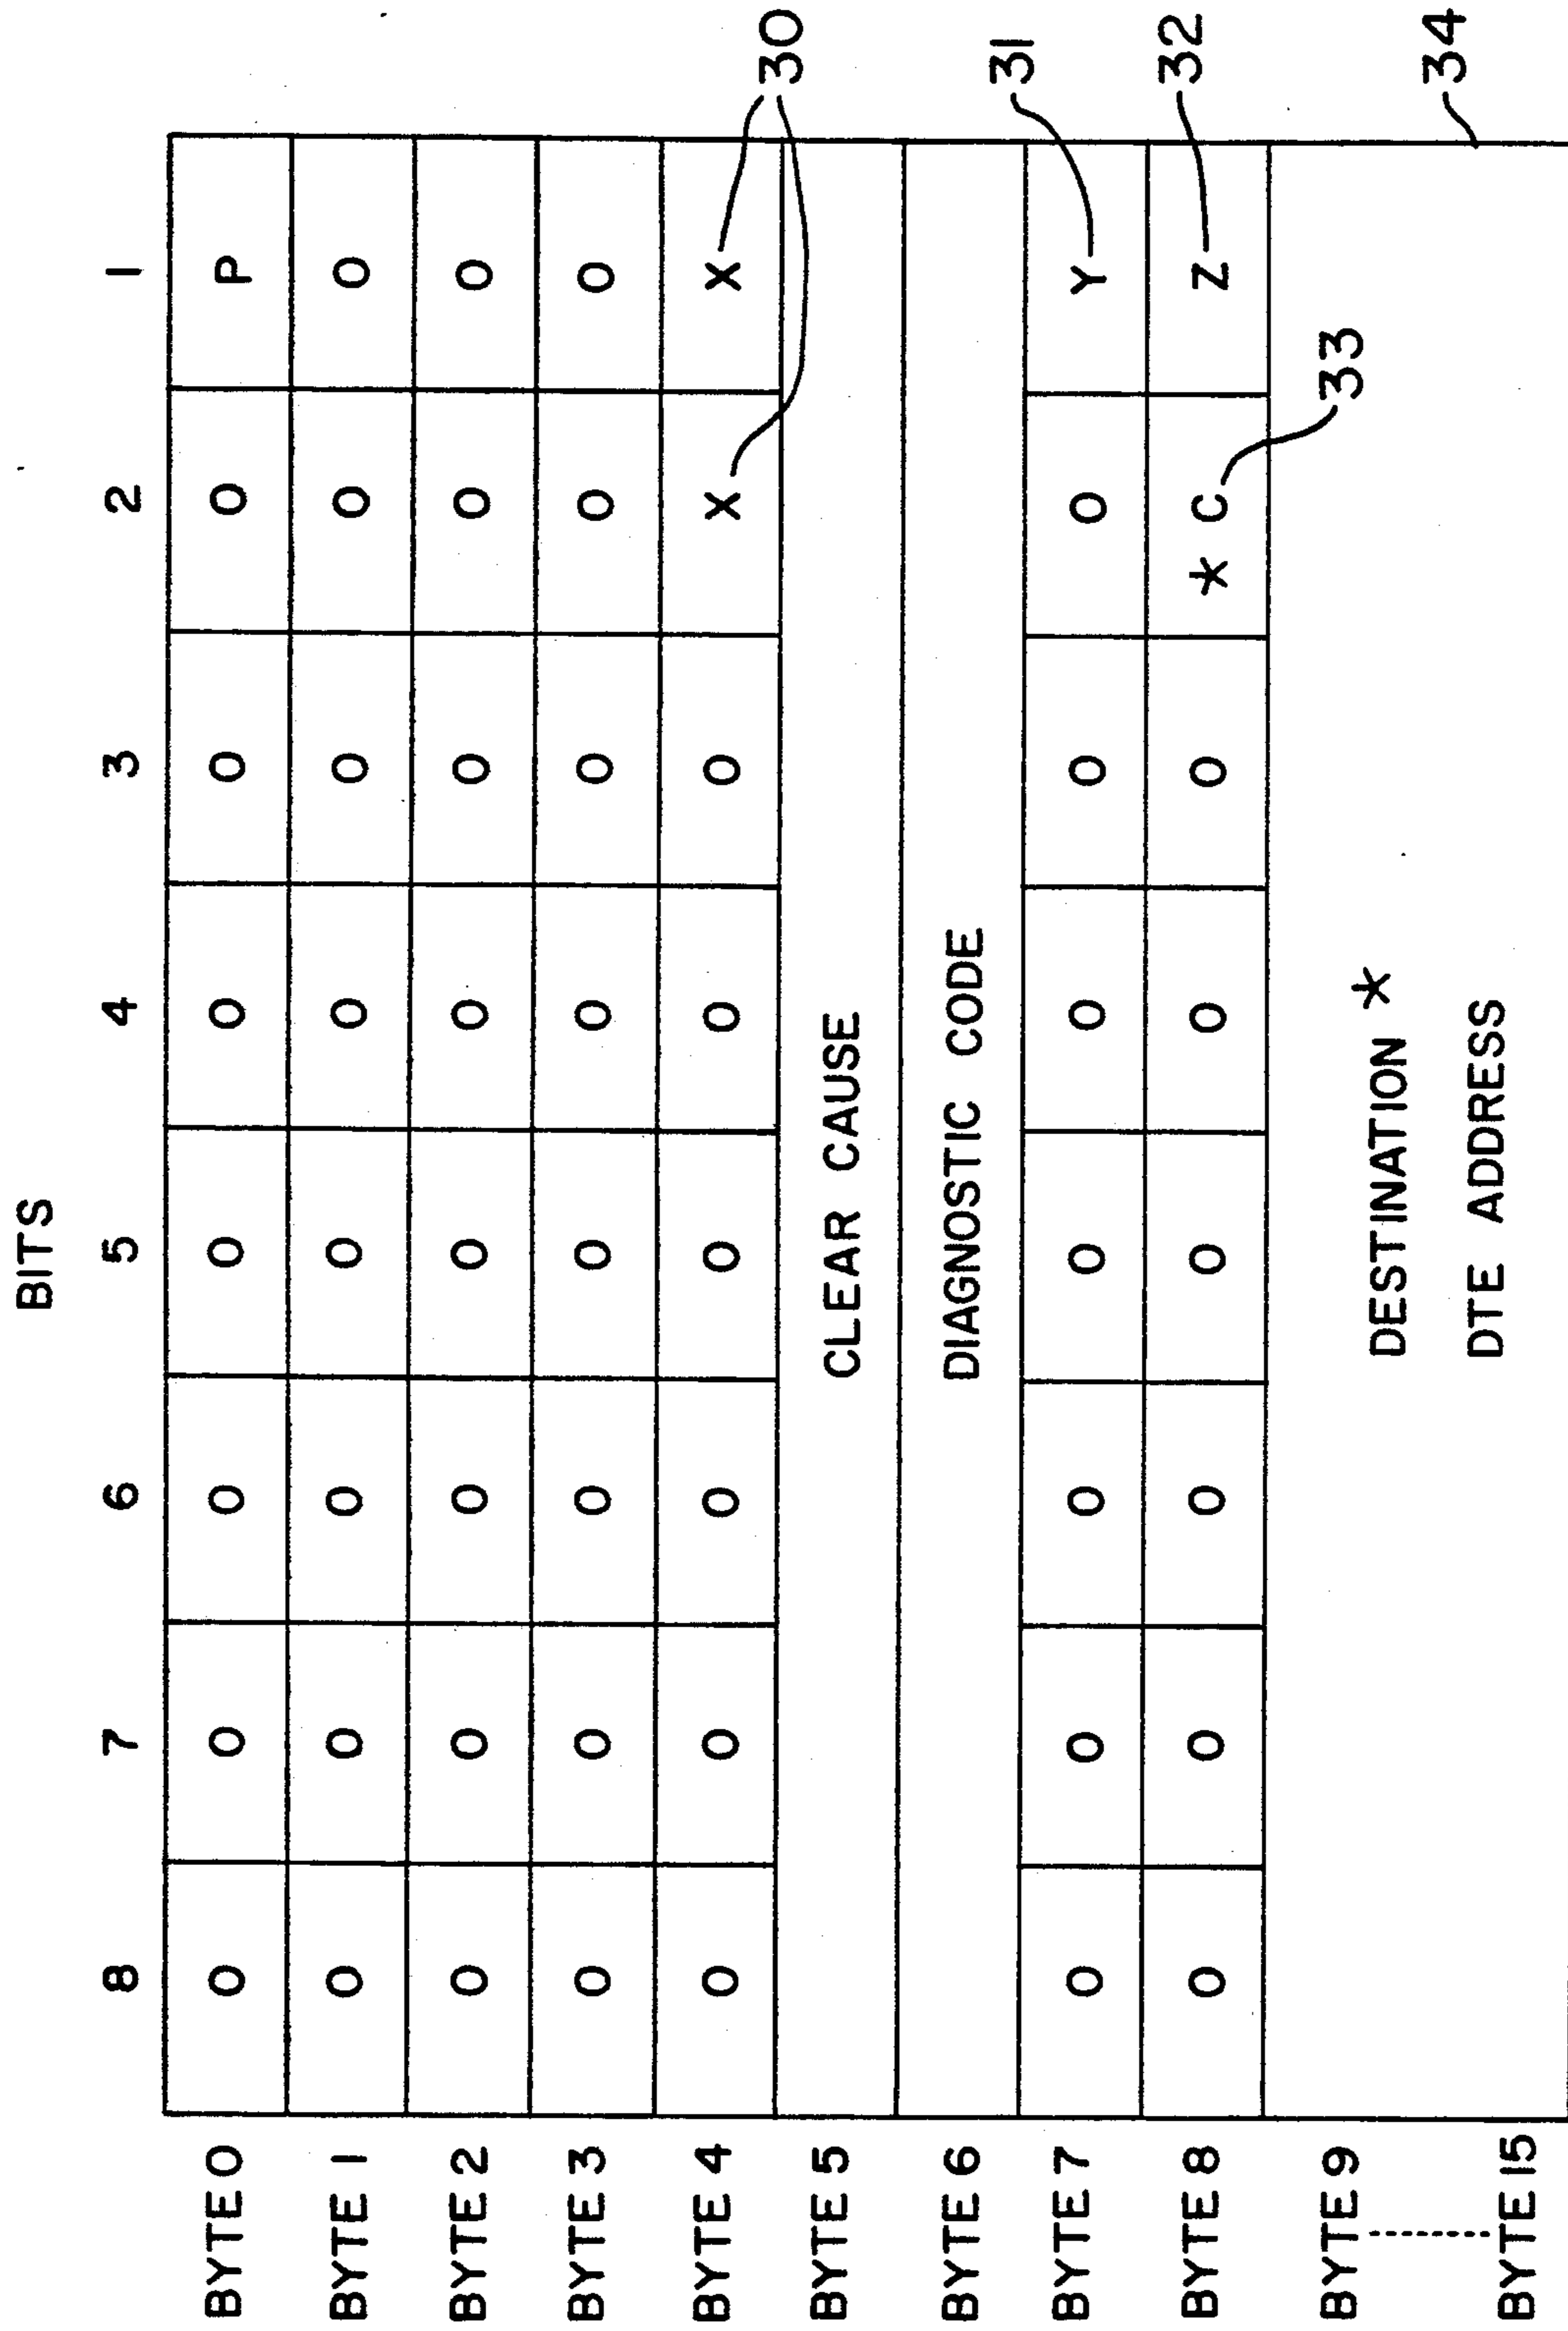 BITS
8 7 6 5 4 3 2 1
BYTE 0 0 0 0 0 0 0 0 P
BYTE 1 0 0 0 0 0 0 0 0
BYTE 2 0 0 0 0 0 0 0 0
BYTE 3 0 0 0 0 0 0 0 0
BYTE 4 0 0 0 0 0 0 X X 30
BYTE 5 CLEAR CAUSE
BYTE 6 DIAGNOSTIC CODE
BYTE 7 0 0 0 0 0 0 0 Y 31
BYTE 8 0 0 0 0 0 0 * C Z 32
33
BYTE 9 DESTINATION *
DTE ADDRESS 34
BYTE 15